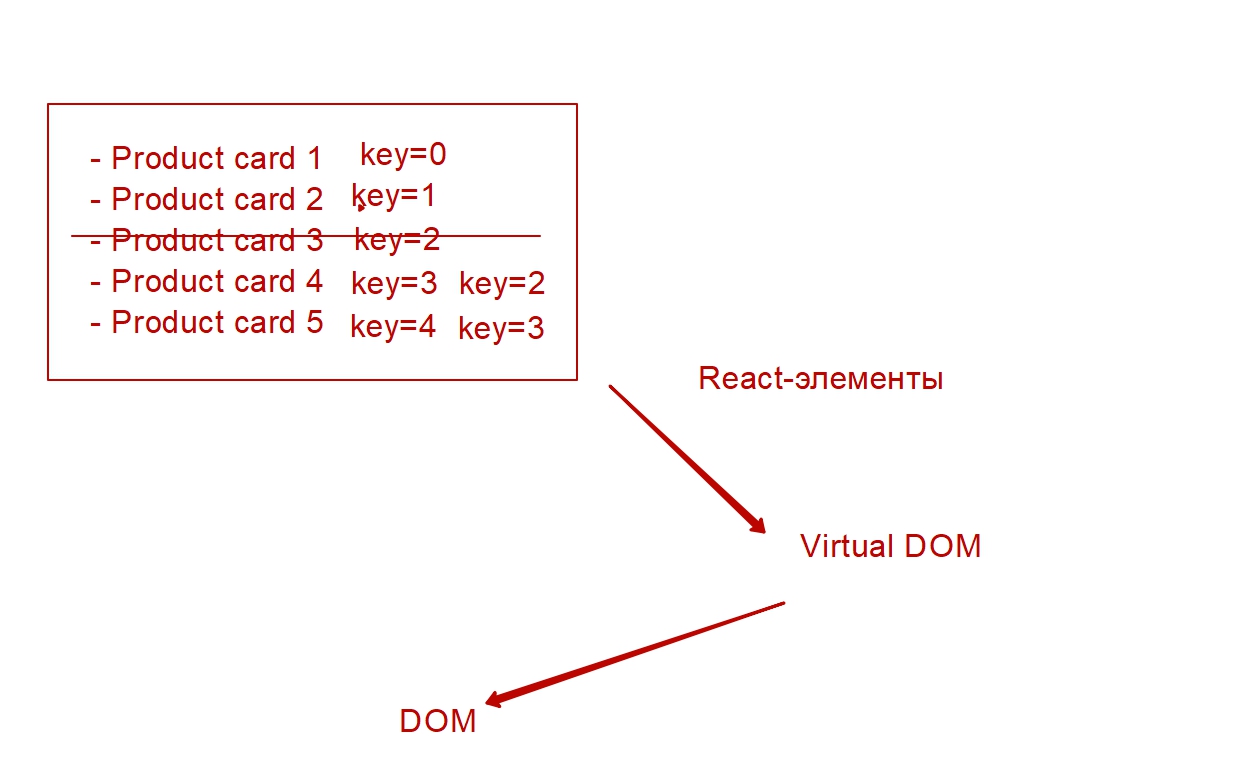 - Product card 1 key=0
- Product card 2 key=1
- Product card 3 key=2
- Product card 4 key=3 key=2
- Product card 5 key=4 key=3
React-элементы
Virtual DOM
DOM